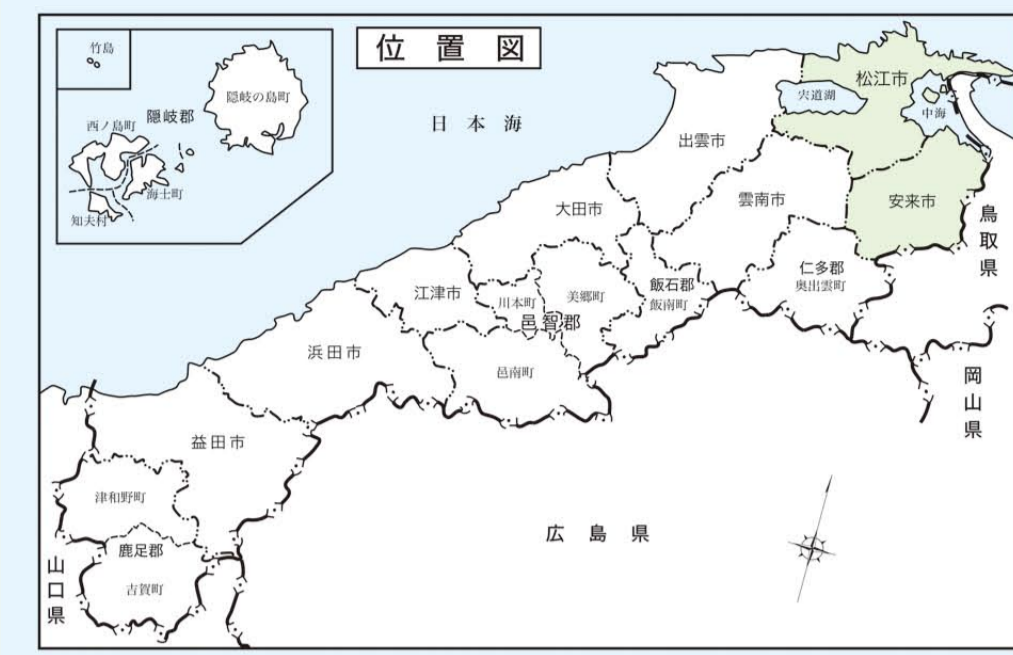 位置図
竹島
隠岐の島町
隠岐郡
西ノ島町
海士町
知夫村
日本海
松江市
宍道湖
中海
出雲市
安来市
雲南市
大田市
鳥取県
仁多郡
奥出雲町
飯石郡
飯南町
江津市
川本町
美郷町
邑智郡
浜田市
邑南町
岡山県
益田市
津和野町
広島県
鹿足郡
吉賀町
山口県